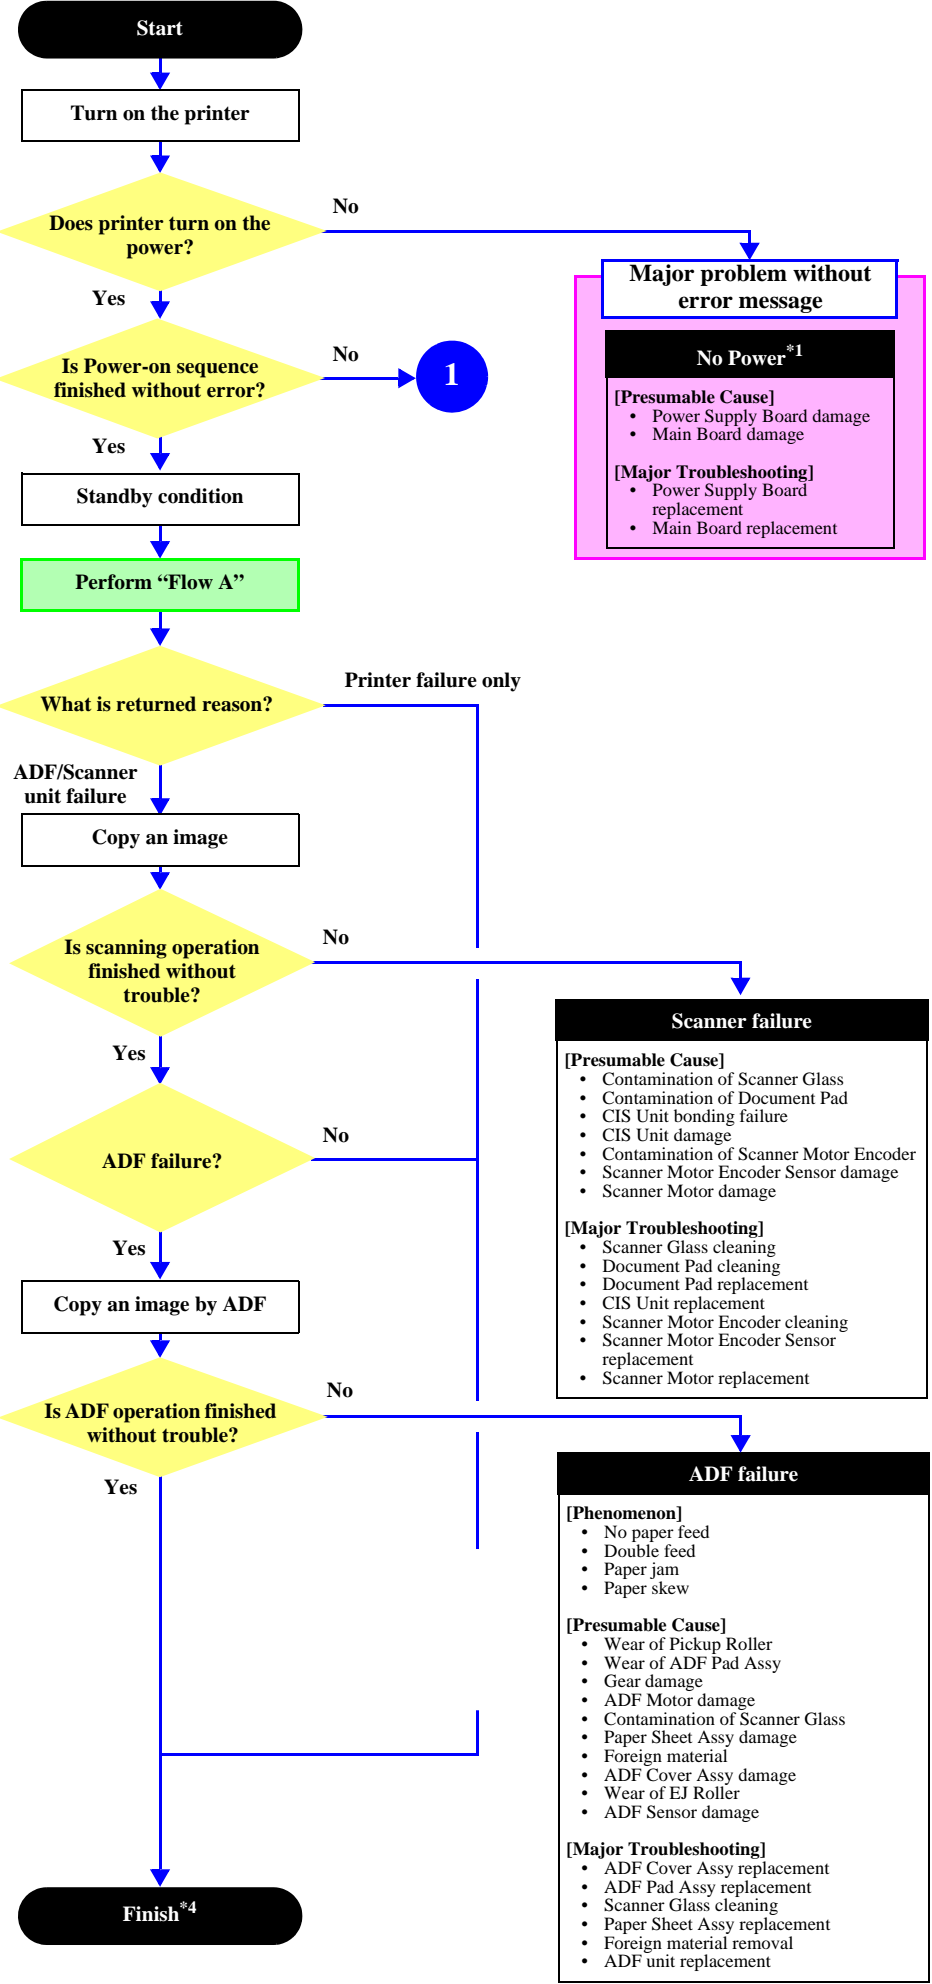 Start
Turn on the printer
No
Does printer turn on the
power?
Yes
Major problem without
error message
No Power*1
[Presumable Cause]
• Power Supply Board damage
• Main Board damage
[Major Troubleshooting]
• Power Supply Board
replacement
• Main Board replacement
Is Power-on sequence
finished without error?
No
1
Yes
Standby condition
Perform “Flow A”
What is returned reason?
Printer failure only
ADF/Scanner
unit failure
Copy an image
Is scanning operation
finished without
trouble?
No
Yes
Scanner failure
[Presumable Cause]
• Contamination of Scanner Glass
• Contamination of Document Pad
• CIS Unit bonding failure
• CIS Unit damage
• Contamination of Scanner Motor Encoder
• Scanner Motor Encoder Sensor damage
• Scanner Motor damage
[Major Troubleshooting]
• Scanner Glass cleaning
• Document Pad cleaning
• Document Pad replacement
• CIS Unit replacement
• Scanner Motor Encoder cleaning
• Scanner Motor Encoder Sensor
replacement
• Scanner Motor replacement
ADF failure?
No
Yes
Copy an image by ADF
Is ADF operation finished
without trouble?
No
Yes
ADF failure
[Phenomenon]
• No paper feed
• Double feed
• Paper jam
• Paper skew
[Presumable Cause]
• Wear of Pickup Roller
• Wear of ADF Pad Assy
• Gear damage
• ADF Motor damage
• Contamination of Scanner Glass
• Paper Sheet Assy damage
• Foreign material
• ADF Cover Assy damage
• Wear of EJ Roller
• ADF Sensor damage
[Major Troubleshooting]
• ADF Cover Assy replacement
• ADF Pad Assy replacement
• Scanner Glass cleaning
• Paper Sheet Assy replacement
• Foreign material removal
• ADF unit replacement
Finish*4